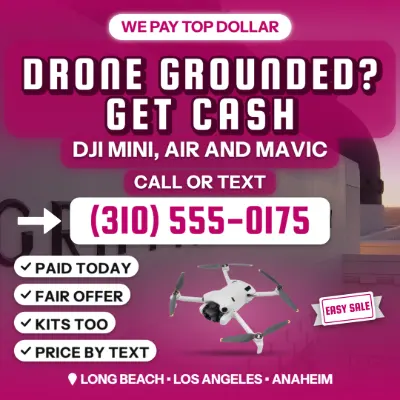 WE PAY TOP DOLLAR
DRONE GROUNDED?
GET CASH
DJI MINI, AIR AND MAVIC
CALL OR TEXT
(310) 555-0175
PAID TODAY
FAIR OFFER
KITS TOO
PRICE BY TEXT
EASY SALE
LONG BEACH • LOS ANGELES • ANAHEIM